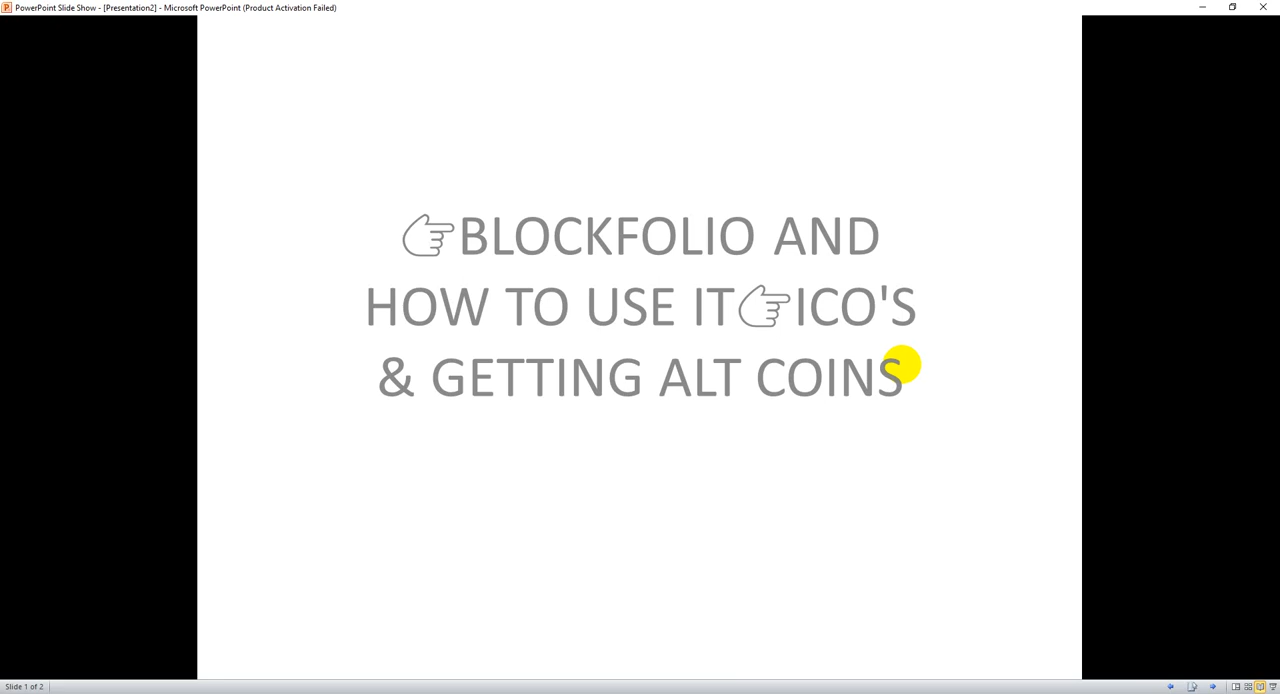 PowerPoint Slide Show - [Presentation2] - Microsoft PowerPoint (Product Activation Failed)
👉BLOCKFOLIO AND
HOW TO USE IT👉ICO'S
& GETTING ALT COINS
Slide 1 of 2